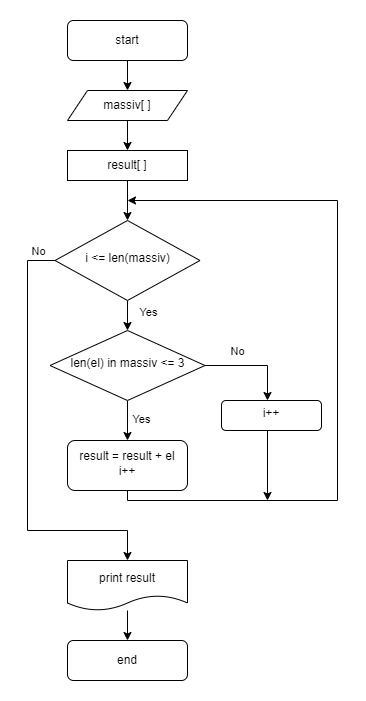 start
massiv[ ]
result[ ]
i <= len(massiv)
No
Yes
len(el) in massiv <= 3
No
i++
Yes
result = result + el
i++
print result
end